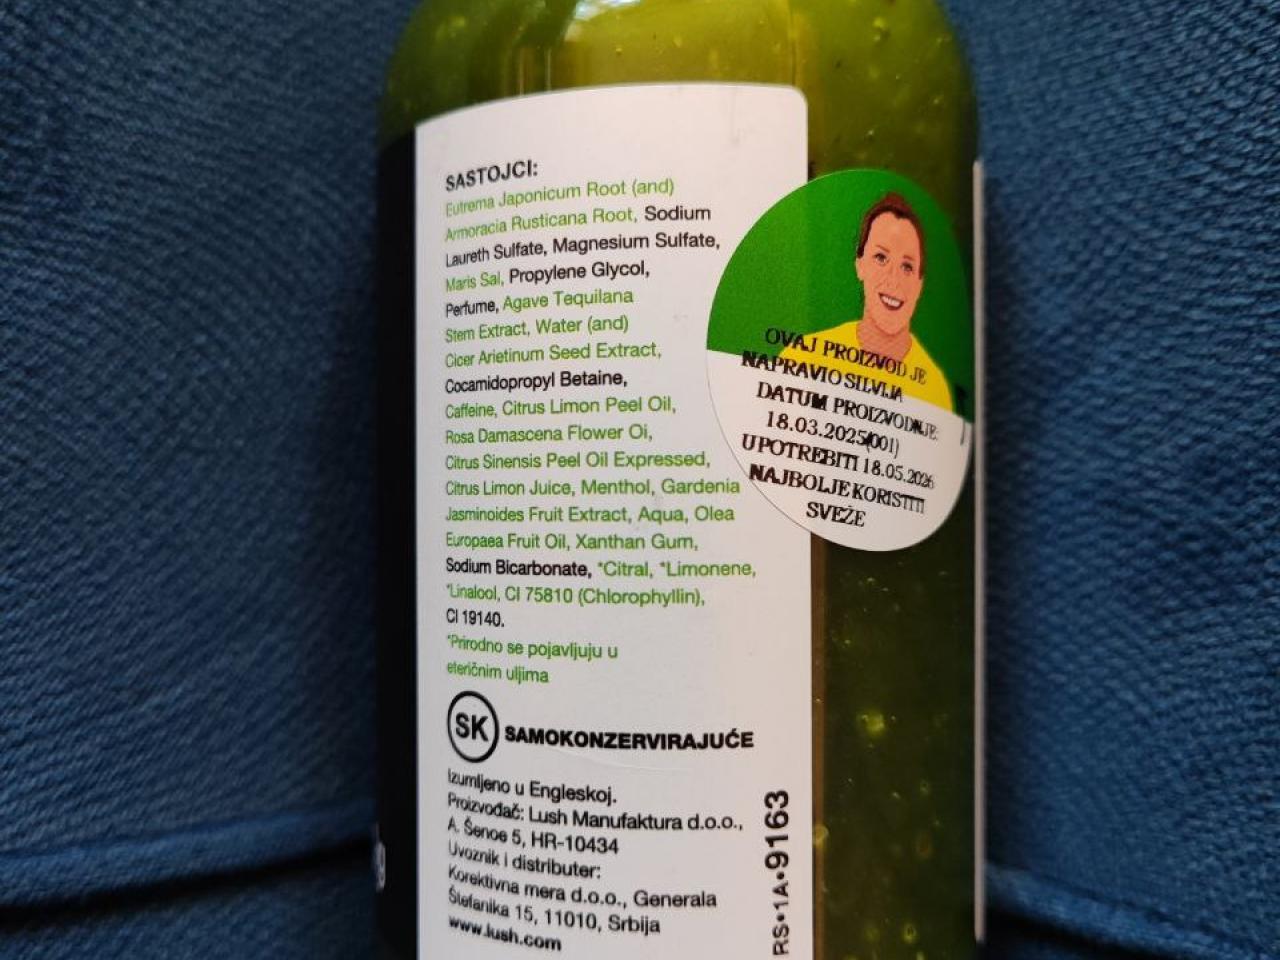 SASTOJCI:
Eutrema Japonicum Root (and)
Armoracia Rusticana Root, Sodium
Laureth Sulfate, Magnesium Sulfate,
Maris Sal, Propylene Glycol,
Perfume, Agave Tequilana
Stem Extract, Water (and)
Cicer Arietinum Seed Extract,
Cocamidopropyl Betaine,
Caffeine, Citrus Limon Peel Oil,
Rosa Damascena Flower Oi,
Citrus Sinensis Peel Oil Expressed,
Citrus Limon Juice, Menthol, Gardenia
Jasminoides Fruit Extract, Aqua, Olea
Europaea Fruit Oil, Xanthan Gum,
Sodium Bicarbonate, *Citral, *Limonene,
*Linalool, CI 75810 (Chlorophyllin),
CI 19140.
*Prirodno se pojavljuju u
eteričnim uljima
SK SAMOKONZERVIRAJUĆE
Izumljeno u Engleskoj.
Proizvođač: Lush Manufaktura d.o.o.,
A. Šenoe 5, HR-10434
Uvoznik i distributer:
Korektivna mera d.o.o., Generala
Štefanika 15, 11010, Srbija
www.lush.com
RS•1A•9163
OVAJ PROIZVOD JE
NAPRAVIO SILVIJA
DATUM PROIZVODNJE:
18.03.2025(001)
UPOTREBITI 18.05.2026
NAJBOLJE KORISTITI
SVEŽE